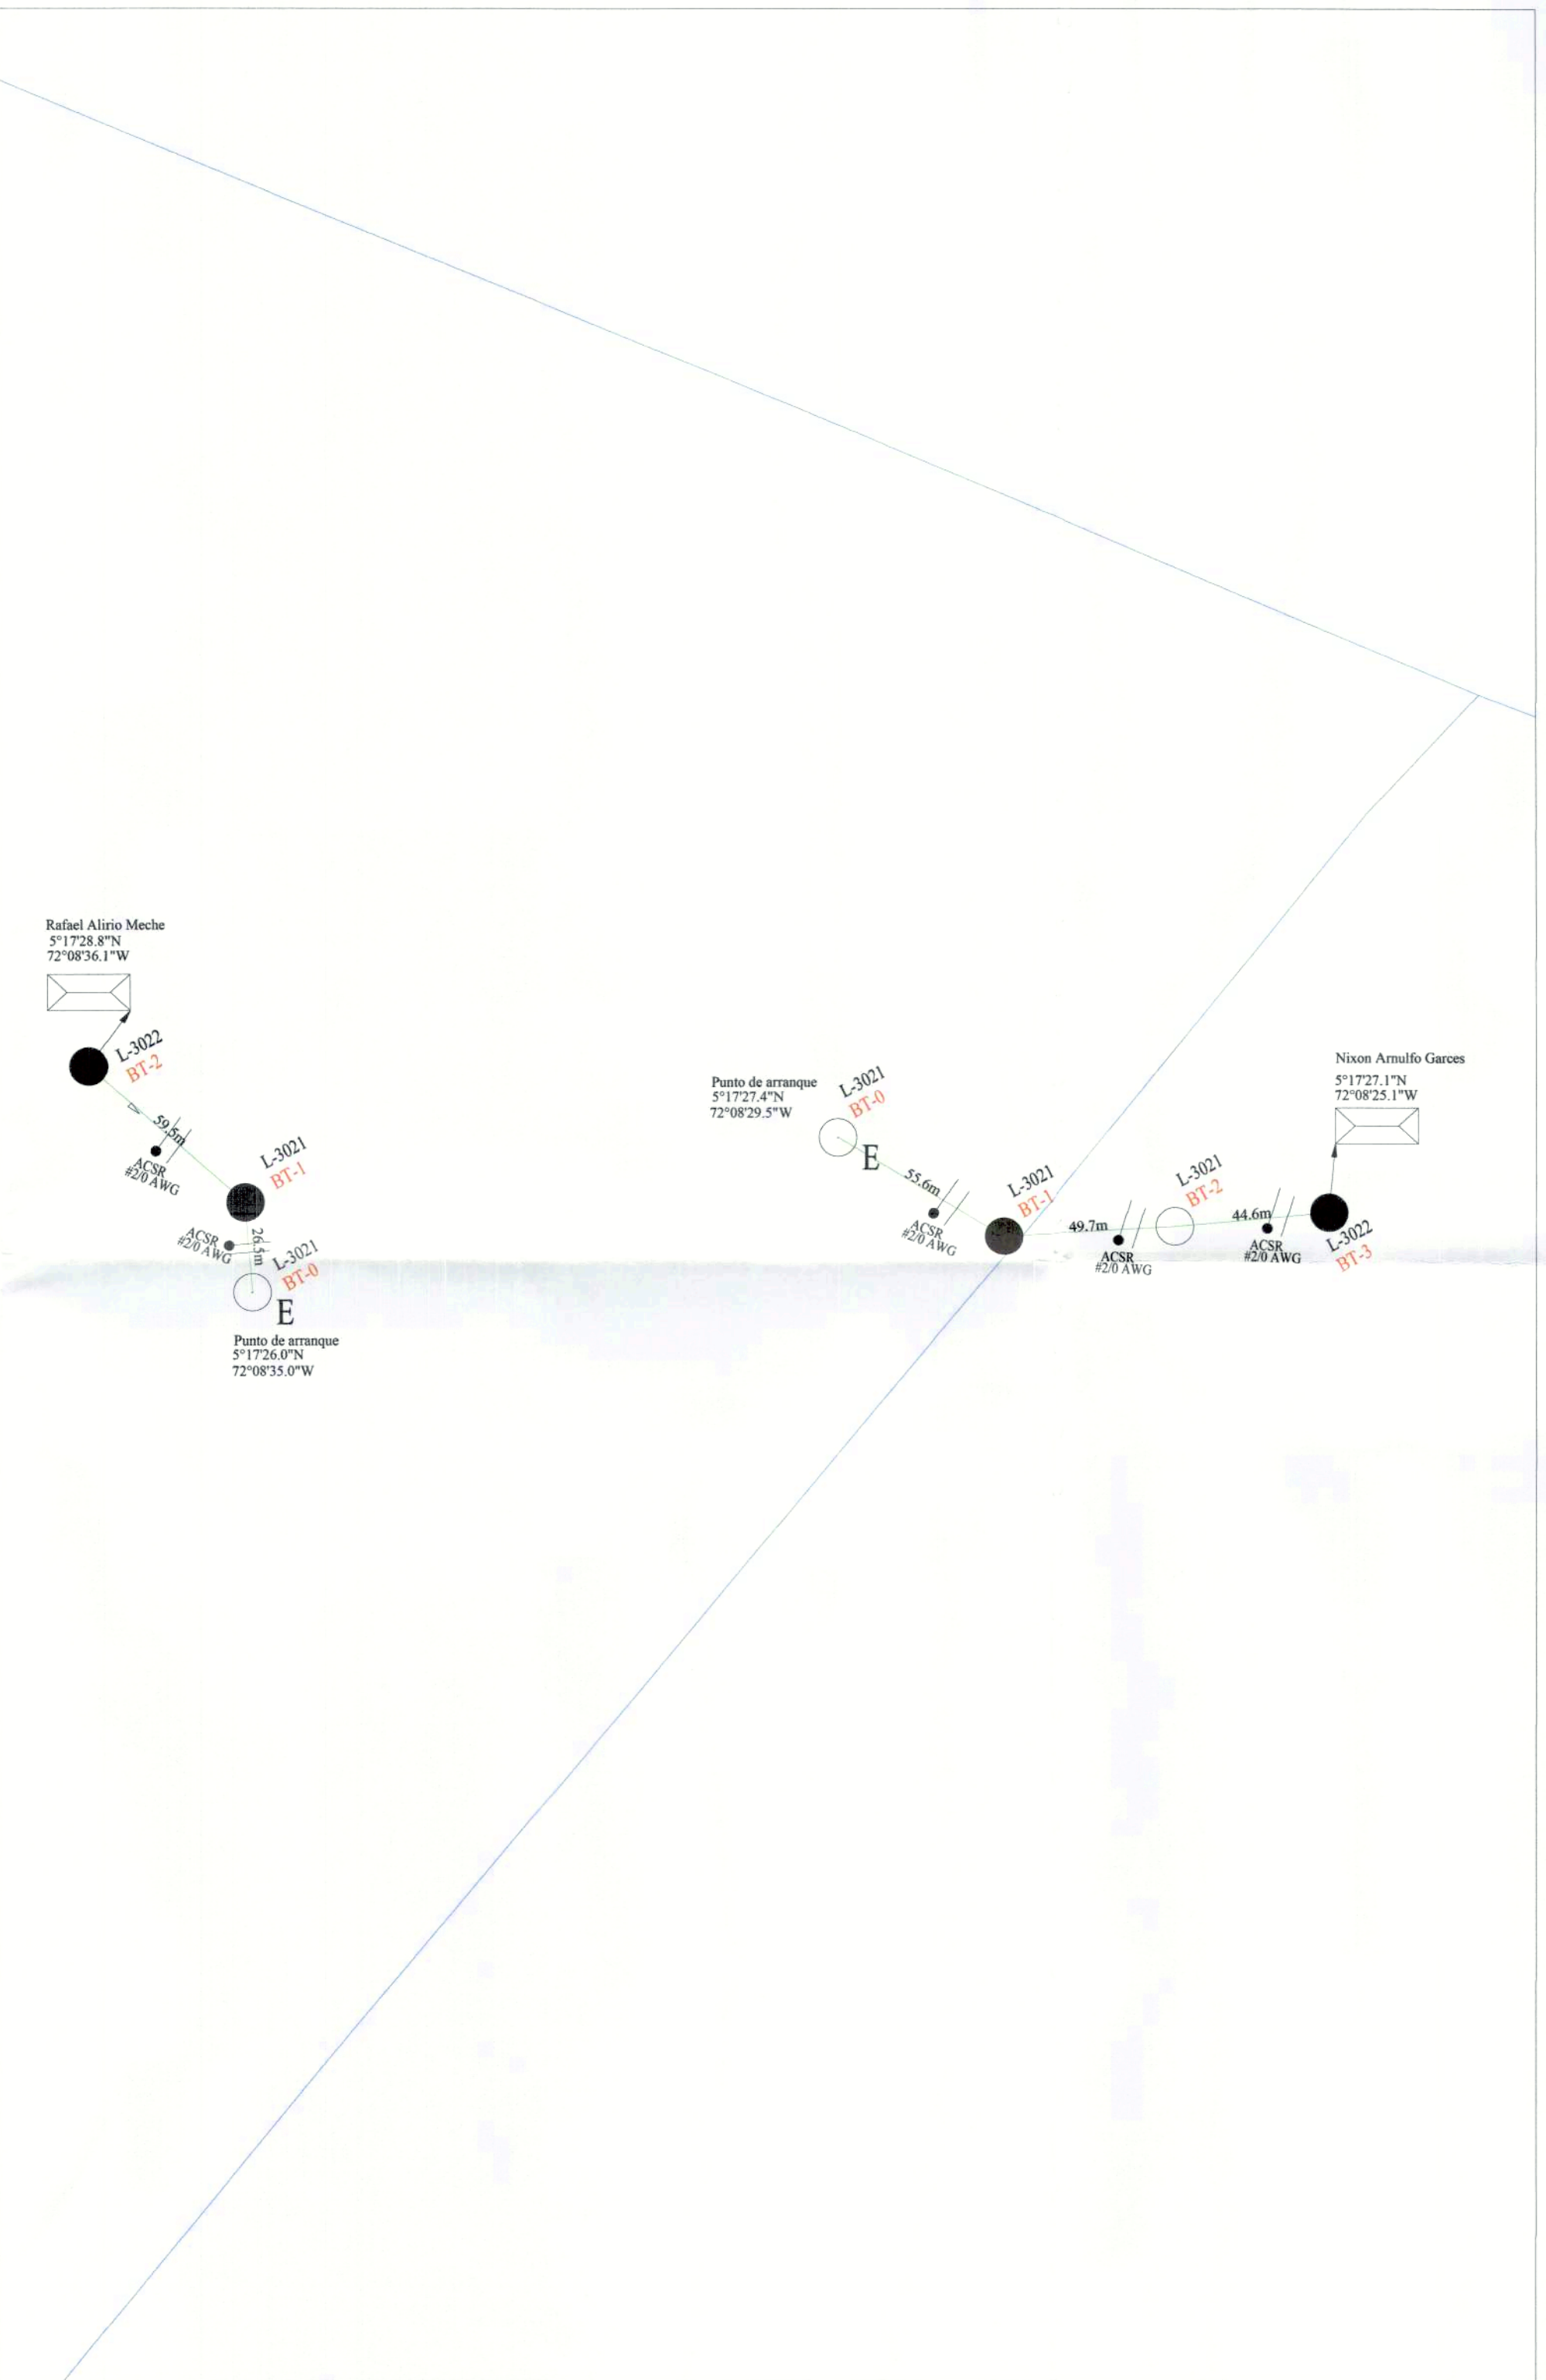 Rafael Alirio Meche
5°17'28.8"N
72°08'36.1"W
L-3022
BT-2
59.5m
ACSR
#2/0 AWG
L-3021
BT-1
26.5m
ACSR
#2/0 AWG
L-3021
BT-0
E
Punto de arranque
5°17'26.0"N
72°08'35.0"W
Punto de arranque
5°17'27.4"N
72°08'29.5"W
L-3021
BT-0
E
55.6m
ACSR
#2/0 AWG
L-3021
BT-1
49.7m
ACSR
#2/0 AWG
L-3021
BT-2
44.6m
ACSR
#2/0 AWG
L-3022
BT-3
Nixon Arnulfo Garces
5°17'27.1"N
72°08'25.1"W